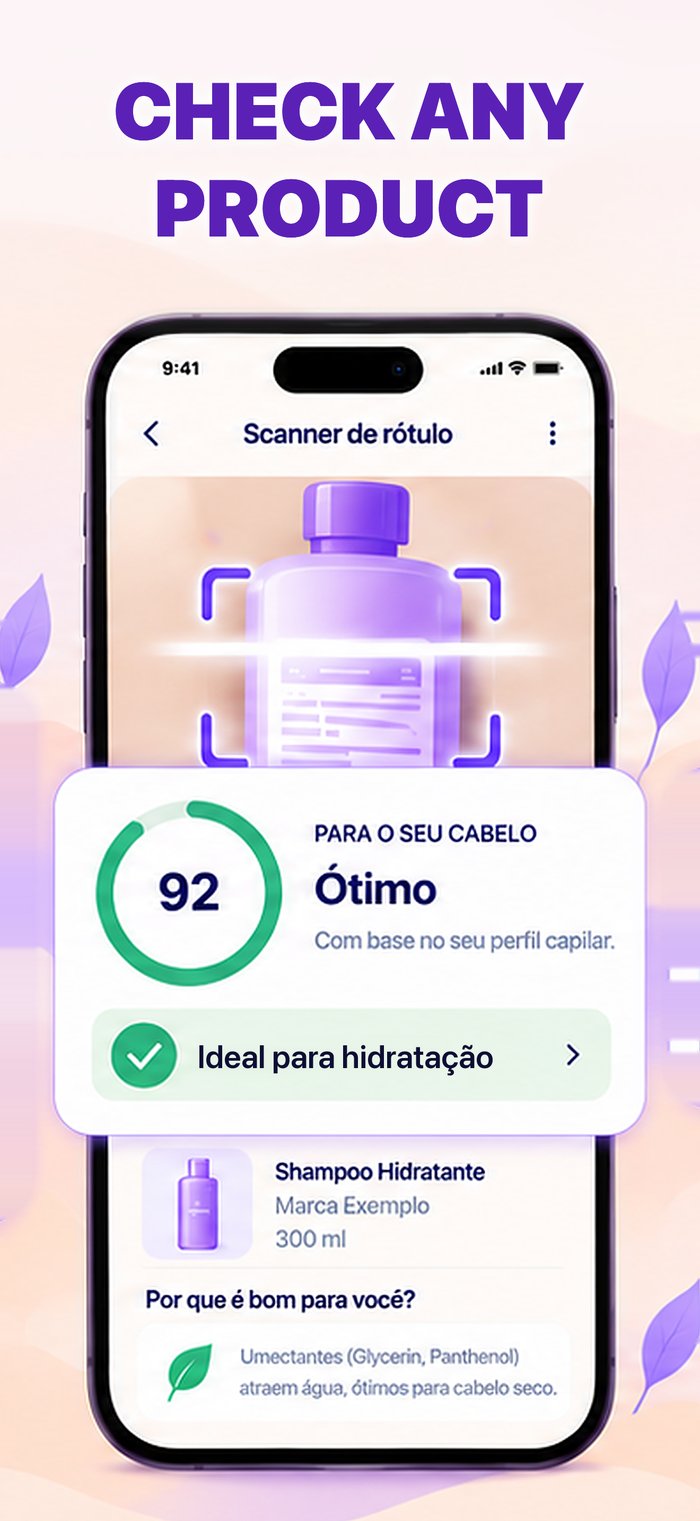 CHECK ANY
PRODUCT
9:41
Scanner de rótulo
92
PARA O SEU CABELO
Ótimo
Com base no seu perfil capilar.
Ideal para hidratação
Shampoo Hidratante
Marca Exemplo
300 ml
Por que é bom para você?
Umectantes (Glycerin, Panthenol)
atraem água, ótimos para cabelo seco.